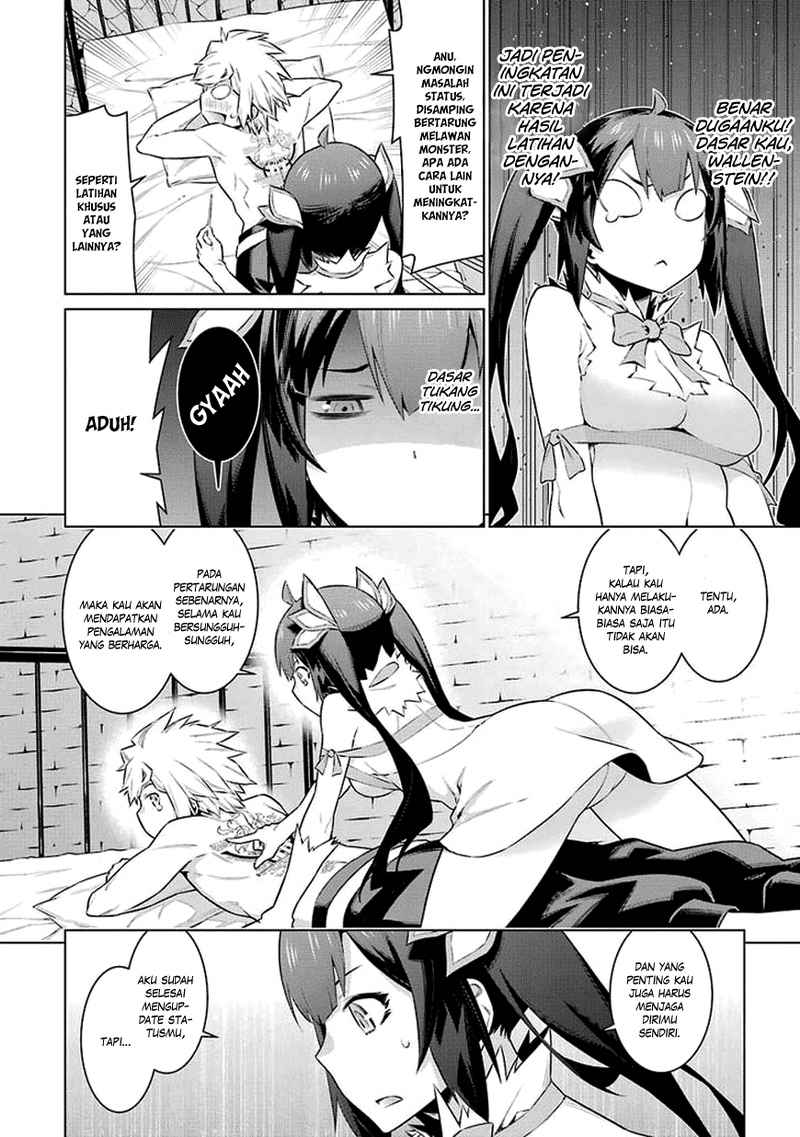 BENAR
DUGAANKU!
DASAR KAU,
WALLEN-
STEIN!!
JADI PEN-
INGKATAN
INI TERJADI
KARENA
HASIL
LATIHAN
DENGAN-
NYA!
ANU,
NGMONGIN
MASALAH
STATUS,
DISAMPING
BERTARUNG
MELAWAN
MONSTER,
APA ADA
CARA LAIN
UNTUK
MENINGKAT-
KANNYA?
SEPERTI
LATIHAN
KHUSUS
ATAU
YANG
LAINNYA?
DASAR
TUKANG
TIKUNG...
GYAAH
ADUH!
TENTU,
ADA.
TAPI,
KALAU KAU
HANYA MELAKU-
KANNYA BIASA-
BIASA SAJA ITU
TIDAK AKAN
BISA.
PADA
PERTARUNGAN
SEBENARNYA,
SELAMA KAU
BERSUNGGUH-
SUNGGUH,
MAKA KAU AKAN
MENDAPATKAN
PENGALAMAN
YANG BERHARGA.
DAN YANG
PENTING KAU
JUGA HARUS
MENJAGA
DIRIMU
SENDIRI.
AKU SUDAH
SELESAI
MENGUP-
DATE STA-
TUSMU,
TAPI...